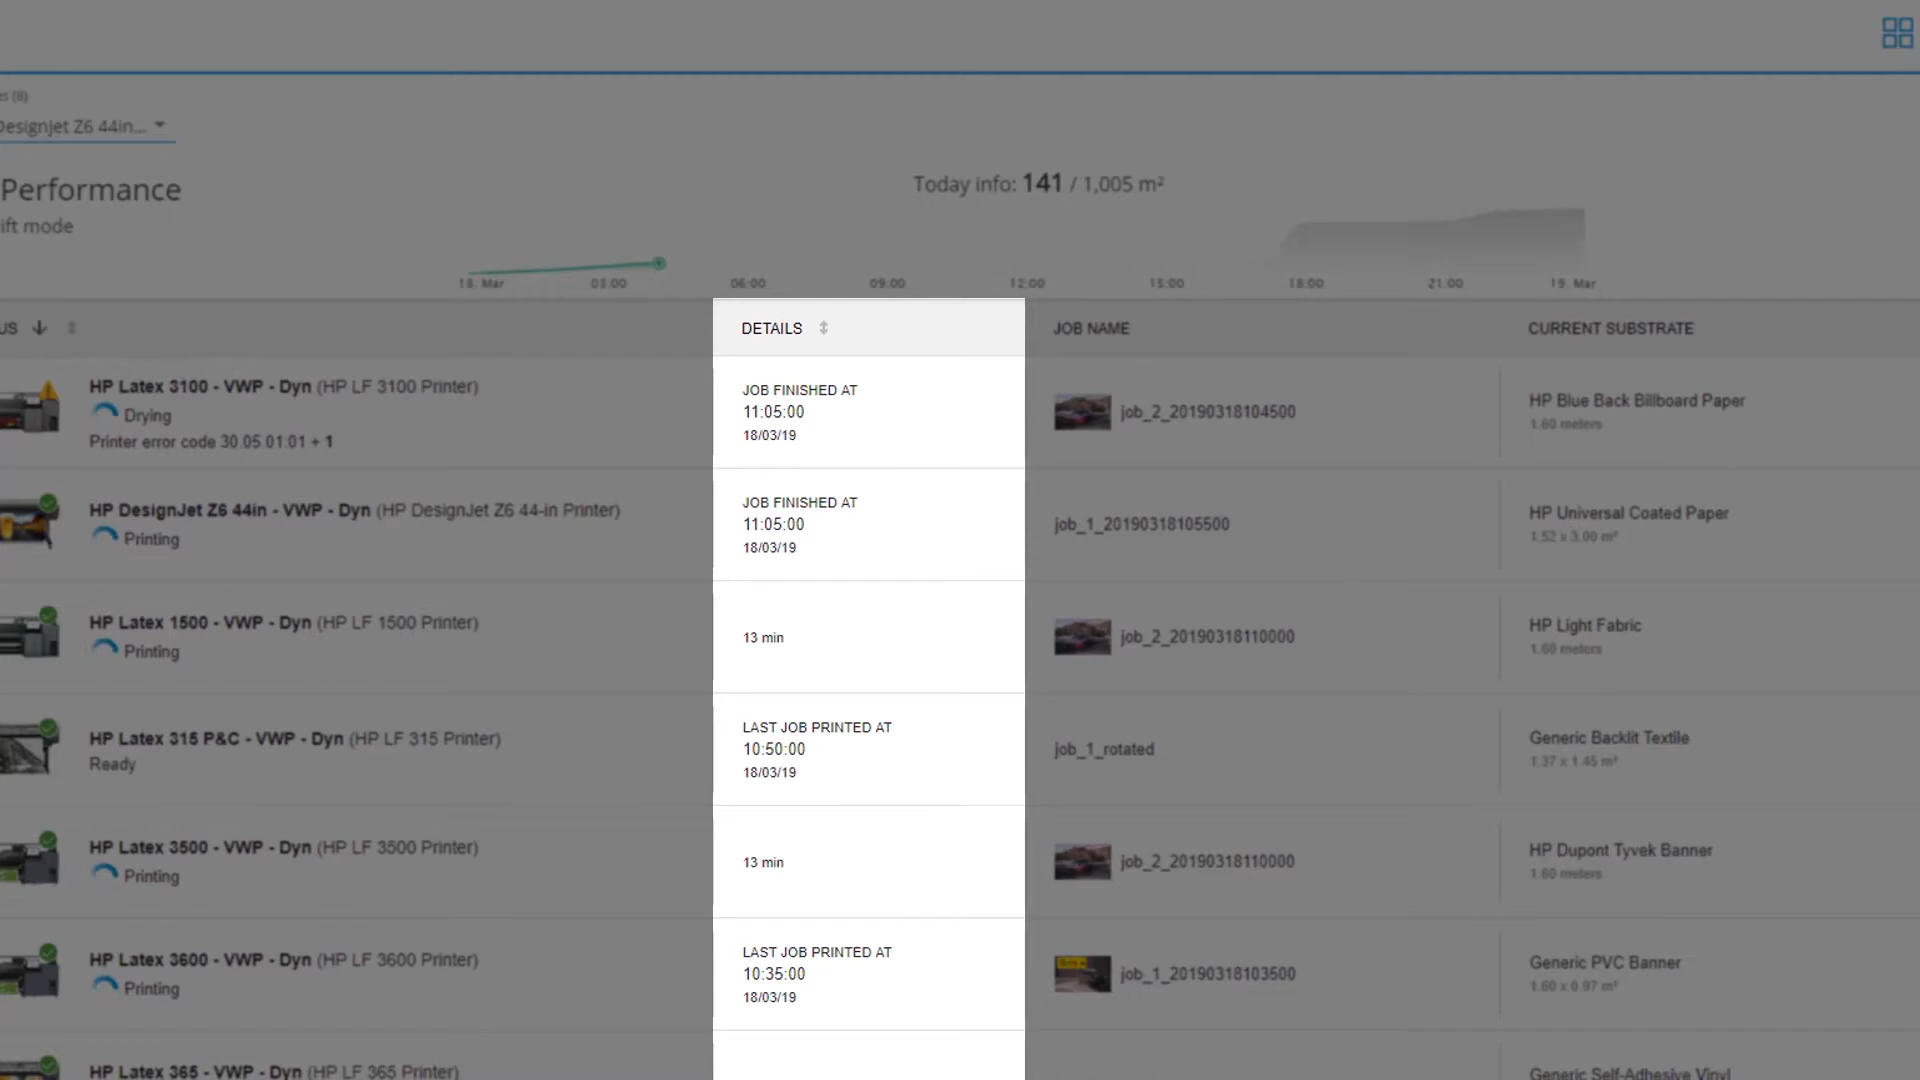 es (8)
Designjet Z6 44in...
Performance
ift mode
Today info: 141 / 1,005 m²
18. Mar 03:00 06:00 09:00 12:00 15:00 18:00 21:00 19. Mar
US DETAILS JOB NAME CURRENT SUBSTRATE
HP Latex 3100 - VWP - Dyn (HP LF 3100 Printer)
Drying
Printer error code 30.05.01:01 + 1
JOB FINISHED AT
11:05:00
18/03/19
job_2_20190318104500
HP Blue Back Billboard Paper
1.60 meters
HP DesignJet Z6 44in - VWP - Dyn (HP DesignJet Z6 44-in Printer)
Printing
JOB FINISHED AT
11:05:00
18/03/19
job_1_20190318105500
HP Universal Coated Paper
1.52 x 3.00 m²
HP Latex 1500 - VWP - Dyn (HP LF 1500 Printer)
Printing
13 min
job_2_20190318110000
HP Light Fabric
1.60 meters
HP Latex 315 P&C - VWP - Dyn (HP LF 315 Printer)
Ready
LAST JOB PRINTED AT
10:50:00
18/03/19
job_1_rotated
Generic Backlit Textile
1.37 x 1.45 m²
HP Latex 3500 - VWP - Dyn (HP LF 3500 Printer)
Printing
13 min
job_2_20190318110000
HP Dupont Tyvek Banner
1.60 meters
HP Latex 3600 - VWP - Dyn (HP LF 3600 Printer)
Printing
LAST JOB PRINTED AT
10:35:00
18/03/19
job_1_20190318103500
Generic PVC Banner
1.60 x 0.97 m²
HP Latex 365 - VWP - Dyn (HP LF 365 Printer)
Generic Self-Adhesive Vinyl